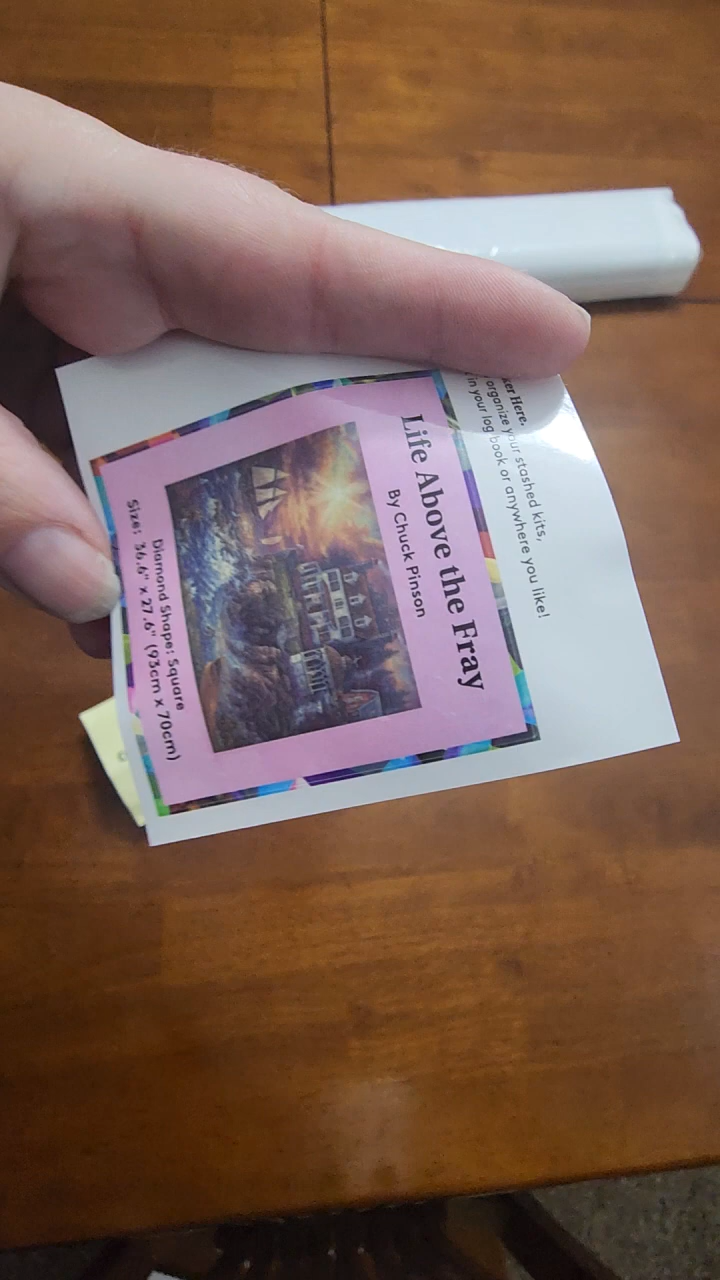 Here.
organize your stashed kits,
in your log book or anywhere you like!
Life Above the Fray
By Chuck Pinson
Diamond Shape: Square
Size: 36.6" x 27.6" (93cm x 70cm)